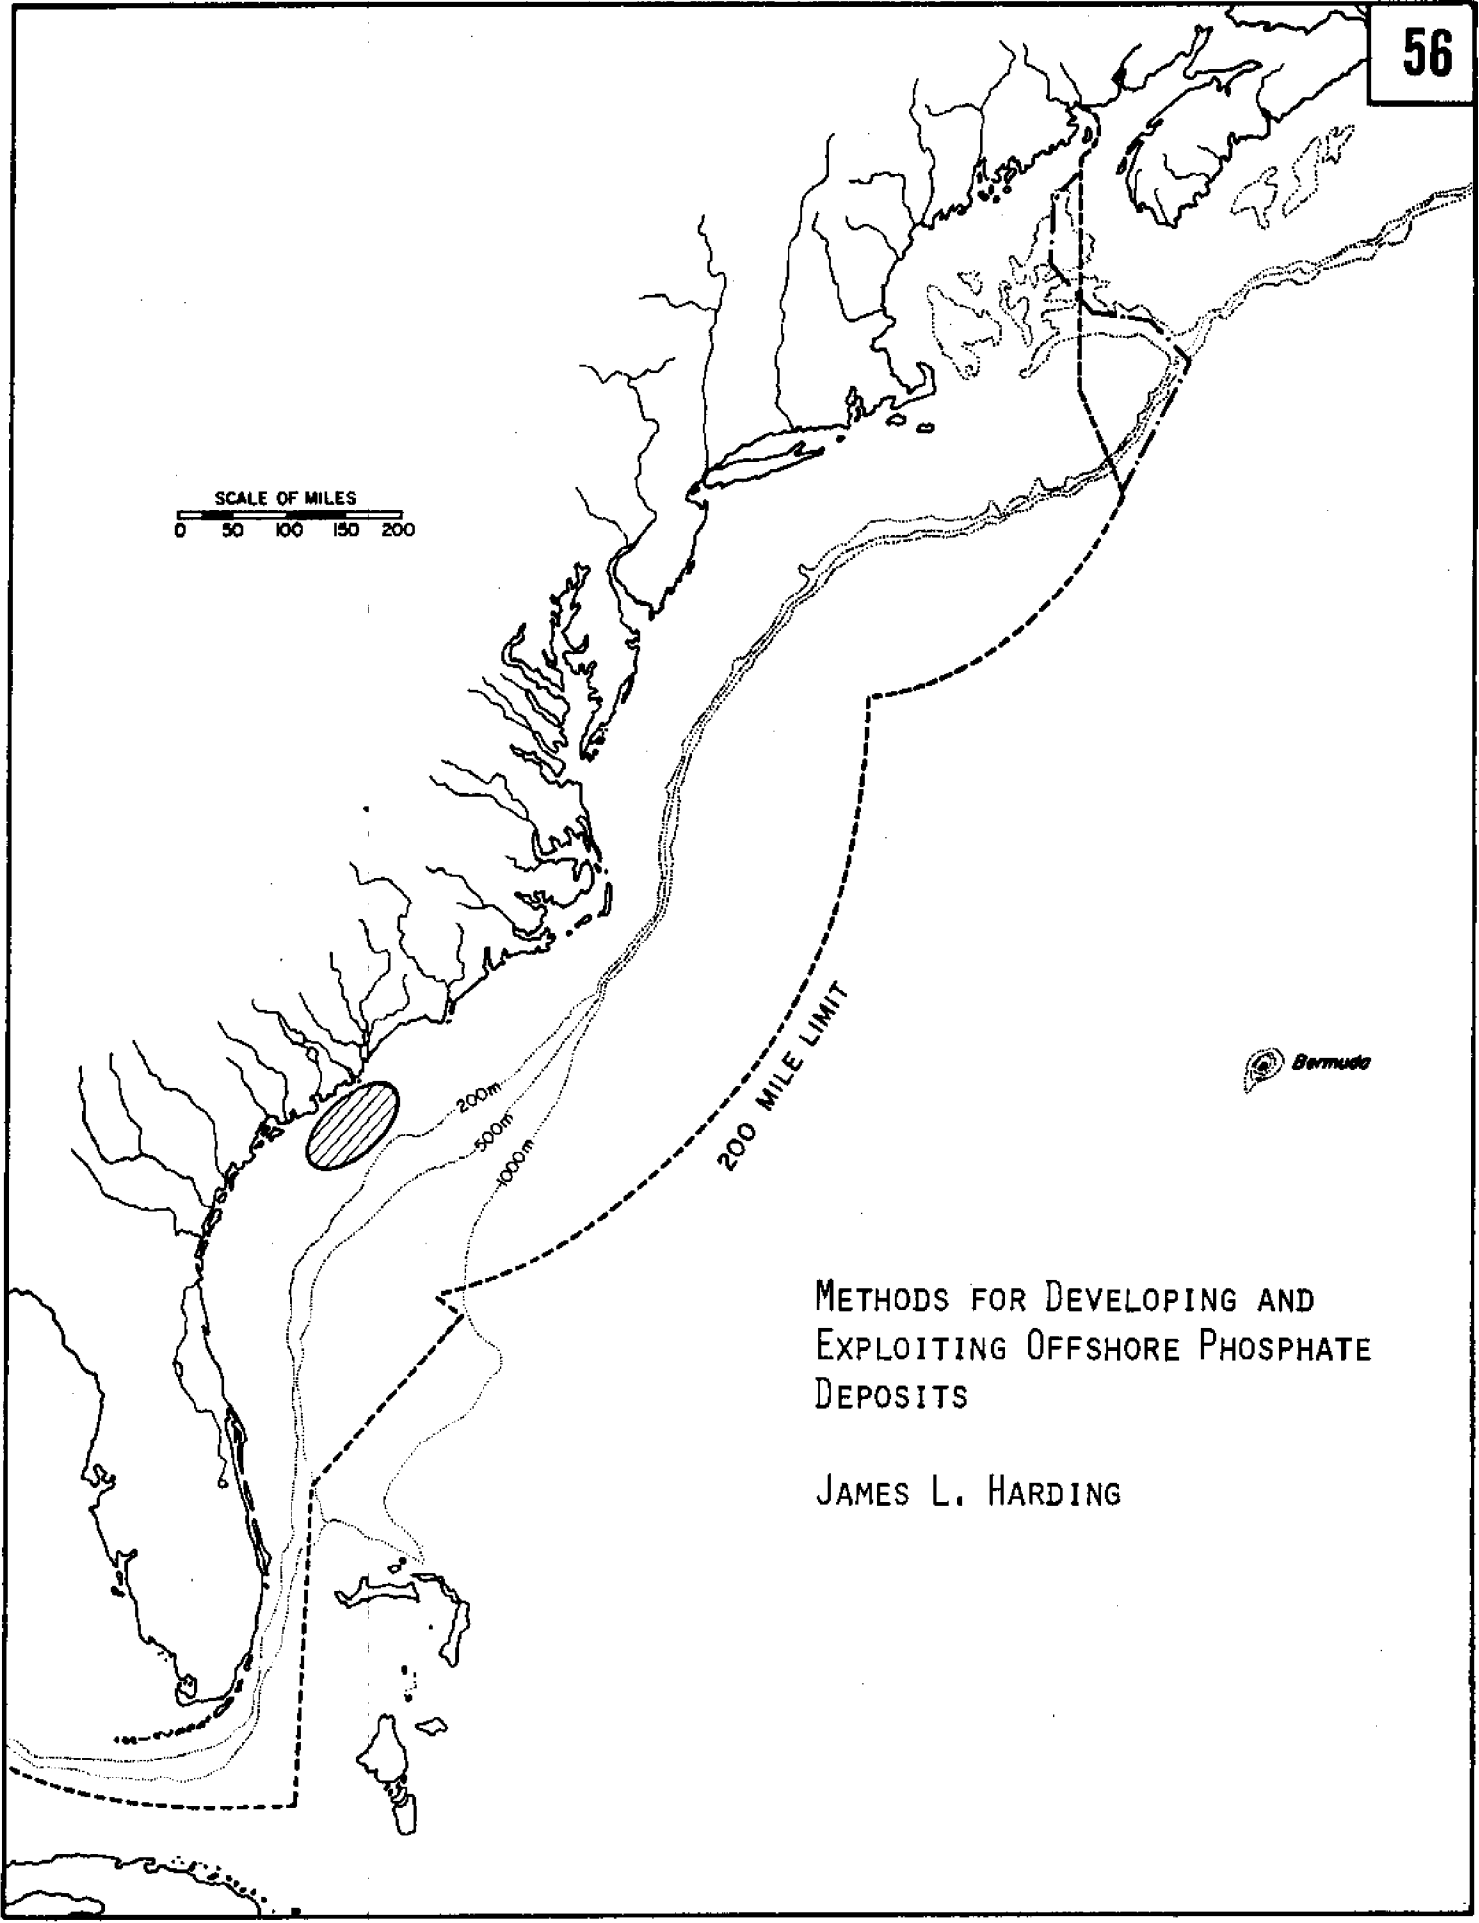 56
SCALE OF MILES
0 50 100 150 200
200 MILE LIMIT
Bermuda
200m
500m
1000m
METHODS FOR DEVELOPING AND
EXPLOITING OFFSHORE PHOSPHATE
DEPOSITS
JAMES L. HARDING